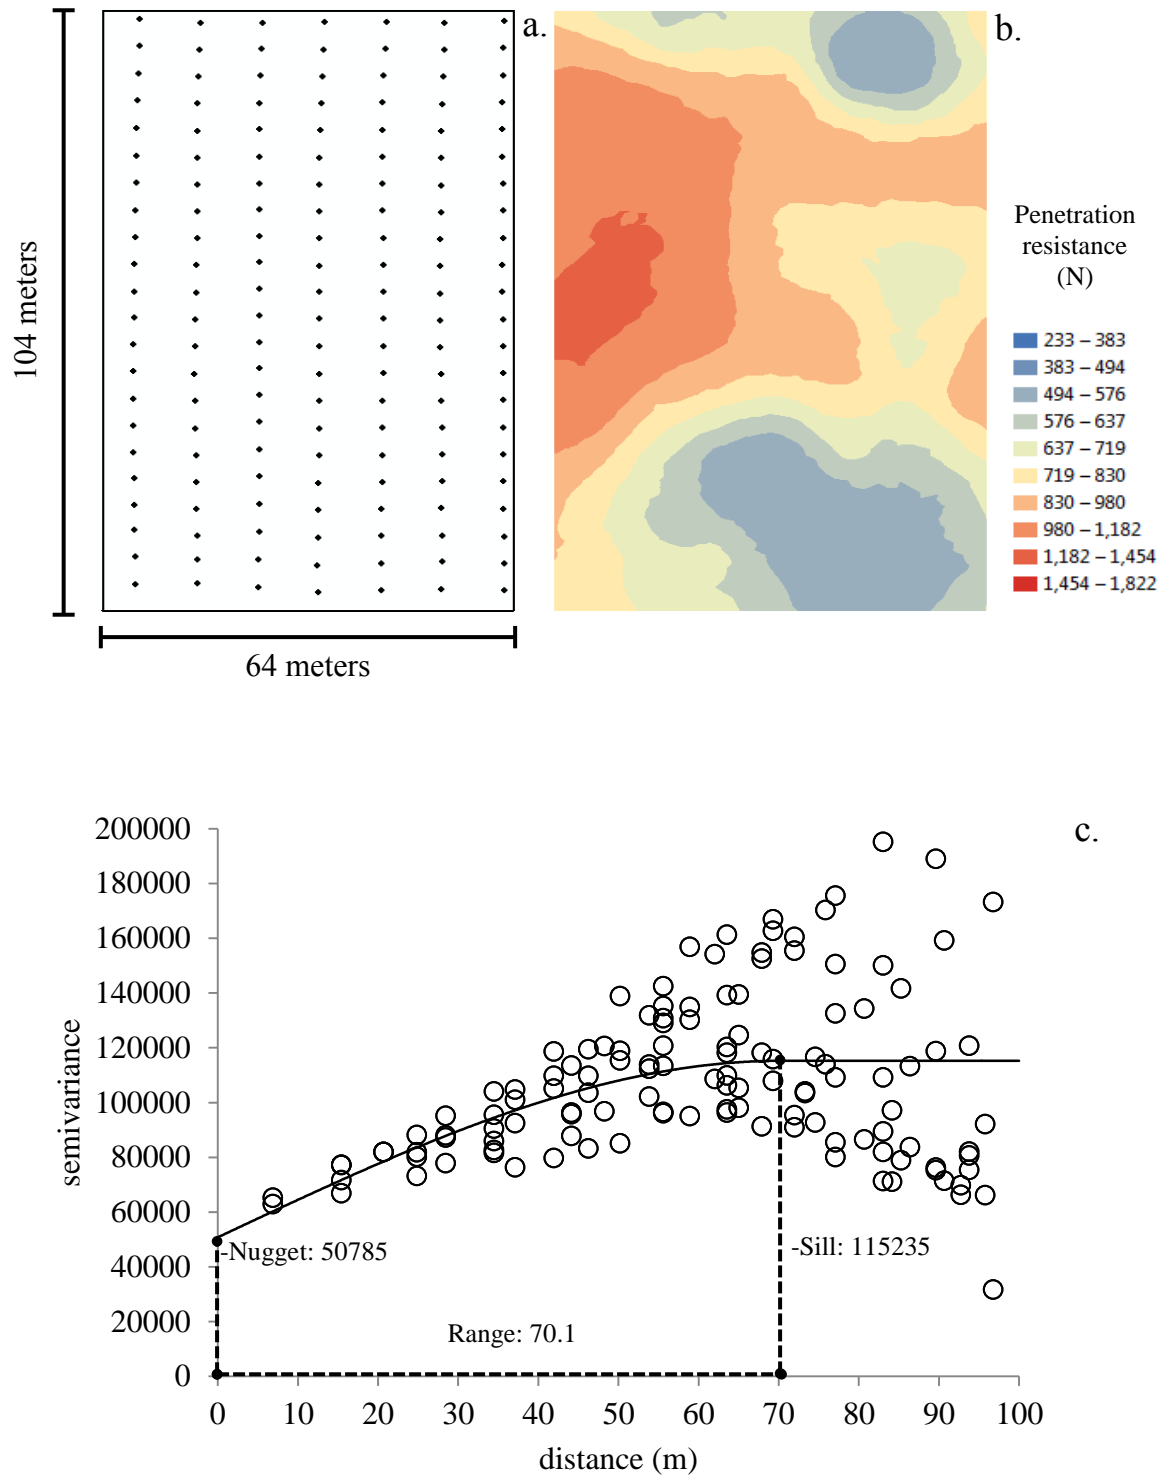 a.
b.
104 meters
64 meters
Penetration
resistance
(N)
233 – 383
383 – 494
494 – 576
576 – 637
637 – 719
719 – 830
830 – 980
980 – 1,182
1,182 – 1,454
1,454 – 1,822
c.
semivariance
200000
180000
160000
140000
120000
100000
80000
60000
40000
20000
0
-Nugget: 50785
-Sill: 115235
Range: 70.1
0 10 20 30 40 50 60 70 80 90 100
distance (m)